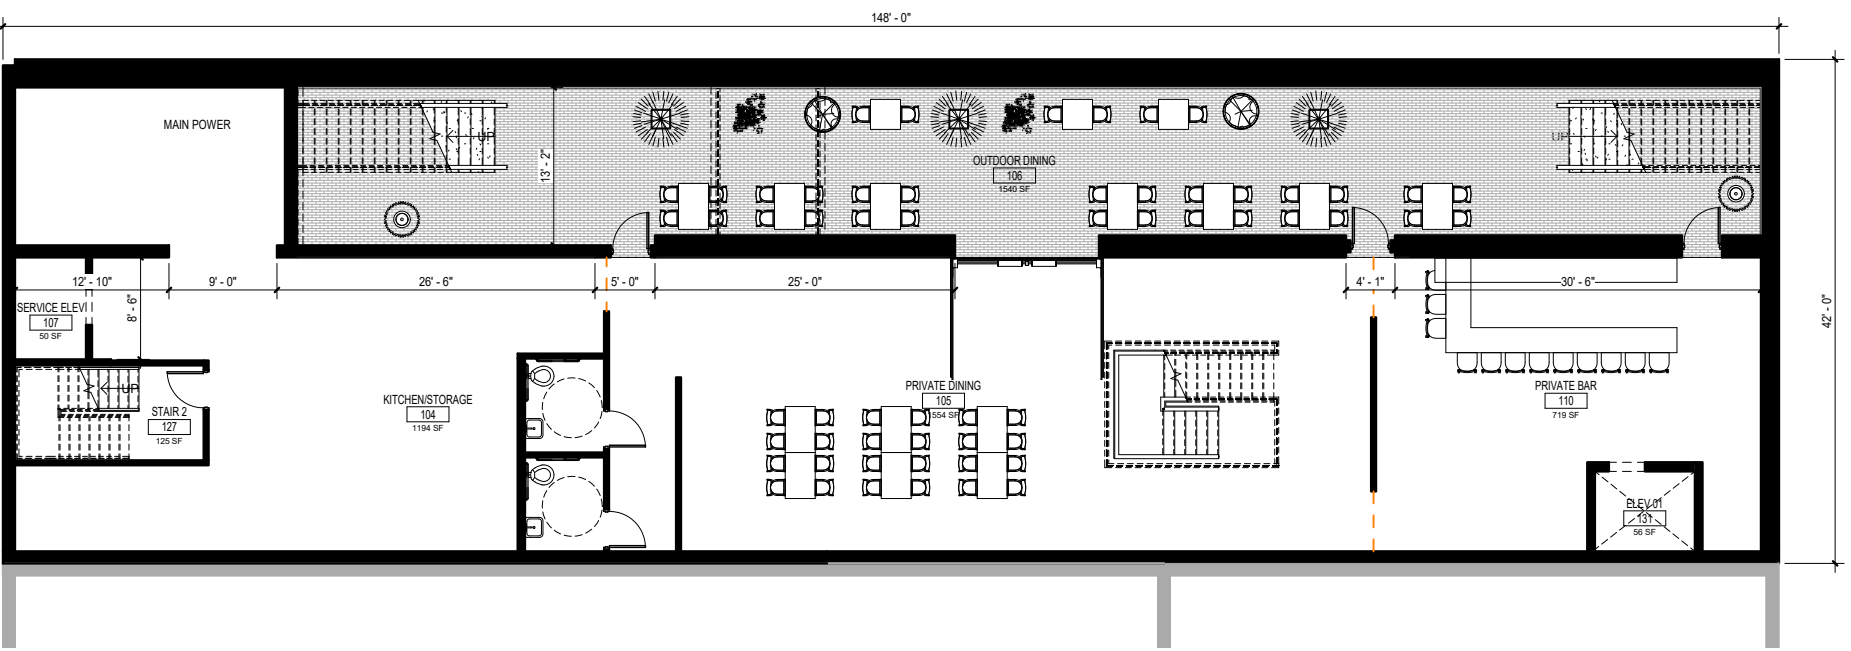 148' - 0"
MAIN POWER
UP
13' - 2"
OUTDOOR DINING
106
1540 SF
12' - 10"
9' - 0"
26' - 6"
5' - 0"
25' - 0"
4' - 1"
30' - 6"
42' - 0"
8' - 6"
SERVICE ELEV
107
50 SF
UP
STAIR 2
127
125 SF
KITCHEN/STORAGE
104
1194 SF
PRIVATE DINING
105
PRIVATE BAR
110
719 SF
ELEV 01
131
56 SF